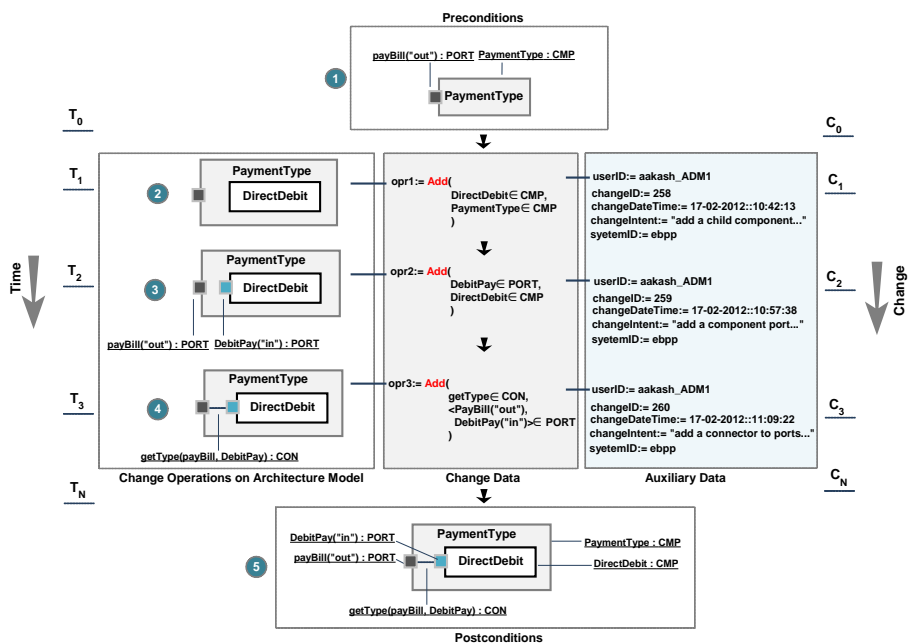 Preconditions
payBill("out") : PORT PaymentType : CMP
1
PaymentType
T0
C0
T1
T2
T3
TN
Time
2
PaymentType
DirectDebit
3
PaymentType
DirectDebit
payBill("out") : PORT DebitPay("in") : PORT
4
PaymentType
DirectDebit
getType(payBill, DebitPay) : CON
Change Operations on Architecture Model
opr1:= Add(
DirectDebit∈ CMP,
PaymentType∈ CMP
)
opr2:= Add(
DebitPay∈ PORT,
DirectDebit∈ CMP
)
opr3:= Add(
getType∈ CON,
<PayBill("out"),
DebitPay("in")>∈ PORT
)
Change Data
userID:= aakash_ADM1
changeID:= 258
changeDateTime:= 17-02-2012::10:42:13
changeIntent:= "add a child component..."
syetemID:= ebpp
userID:= aakash_ADM1
changeID:= 259
changeDateTime:= 17-02-2012::10:57:38
changeIntent:= "add a component port..."
syetemID:= ebpp
userID:= aakash_ADM1
changeID:= 260
changeDateTime:= 17-02-2012::11:09:22
changeIntent:= "add a connector to ports..."
syetemID:= ebpp
Auxiliary Data
C1
C2
C3
CN
Change
5
DebitPay("in") : PORT
payBill("out") : PORT
PaymentType
DirectDebit
PaymentType : CMP
DirectDebit : CMP
getType(payBill, DebitPay) : CON
Postconditions